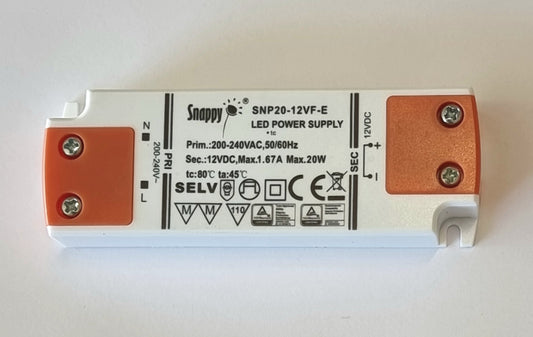 Snappy ®
SNP20-12VF-E
LED POWER SUPPLY
• tc
Prim.:200-240VAC,50/60Hz
Sec.:12VDC,Max.1.67A Max.20W
tc:80℃ ta:45℃
SELV
M M 110
CE
N
200-240V~
L
PRI
SEC
12VDC
+
−